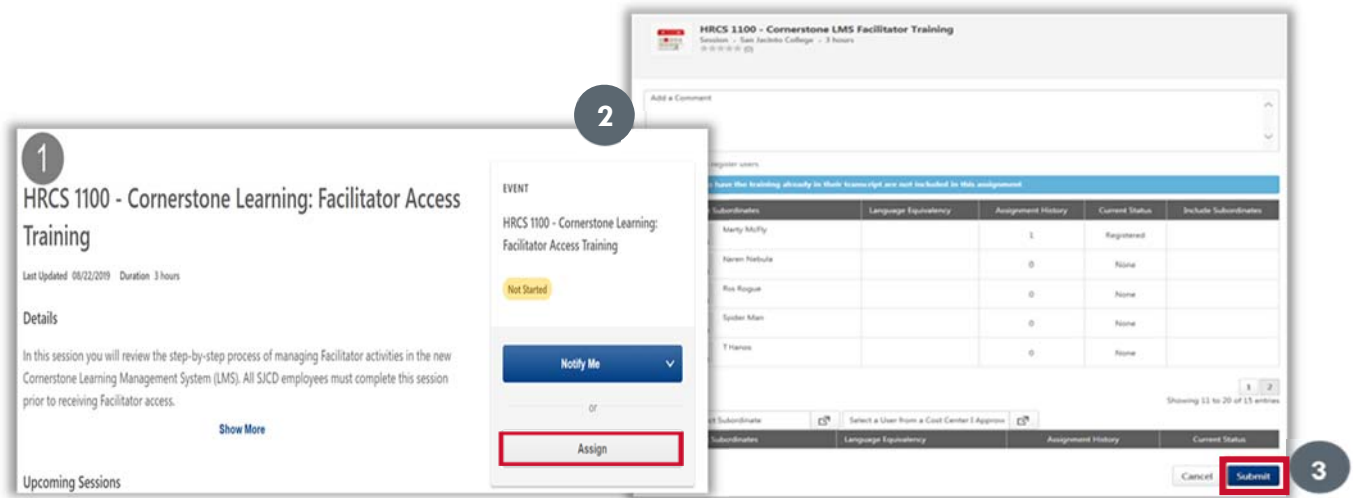 1
HRCS 1100 - Cornerstone Learning: Facilitator Access
Training
Last Updated 08/22/2019 Duration 3 hours
Details
In this session you will review the step-by-step process of managing Facilitator activities in the new
Cornerstone Learning Management System (LMS). All SJCD employees must complete this session
prior to receiving Facilitator access.
Show More
Upcoming Sessions
2
EVENT
HRCS 1100 - Cornerstone Learning:
Facilitator Access Training
Not Started
Notify Me
or
Assign
HRCS 1100 - Cornerstone LMS Facilitator Training
Session - San Jacinto College - 3 hours
(0)
Add a Comment
register users
have the training already in their transcript are not included in this assignment
Subordinates Language Equivalency Assignment History Current Status Include Subordinates
Marty McFly 1 Registered
Naren Nebula 0 None
Ros Rogue 0 None
Spider Man 0 None
T Hanos 0 None
1 2
Showing 11 to 20 of 15 entries
ct Subordinate Select a User from a Cost Center I Approv
Subordinates Language Equivalency Assignment History Current Status
Cancel Submit
3